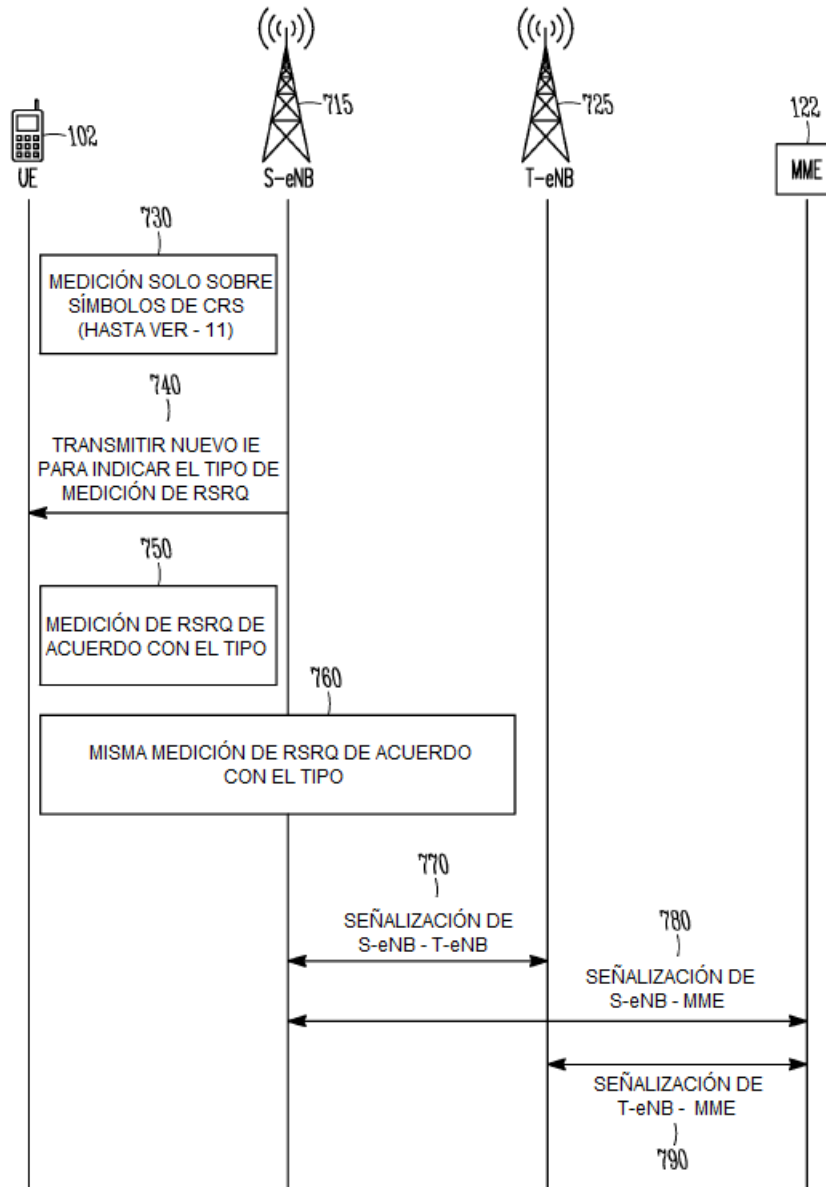 715
725
122
102
UE
S-eNB
T-eNB
MME
730
MEDICIÓN SOLO SOBRE
SÍMBOLOS DE CRS
(HASTA VER - 11)
740
TRANSMITIR NUEVO IE
PARA INDICAR EL TIPO DE
MEDICIÓN DE RSRQ
750
MEDICIÓN DE RSRQ DE
ACUERDO CON EL TIPO
760
MISMA MEDICIÓN DE RSRQ DE ACUERDO
CON EL TIPO
770
SEÑALIZACIÓN DE
S-eNB - T-eNB
780
SEÑALIZACIÓN DE
S-eNB - MME
SEÑALIZACIÓN DE
T-eNB - MME
790